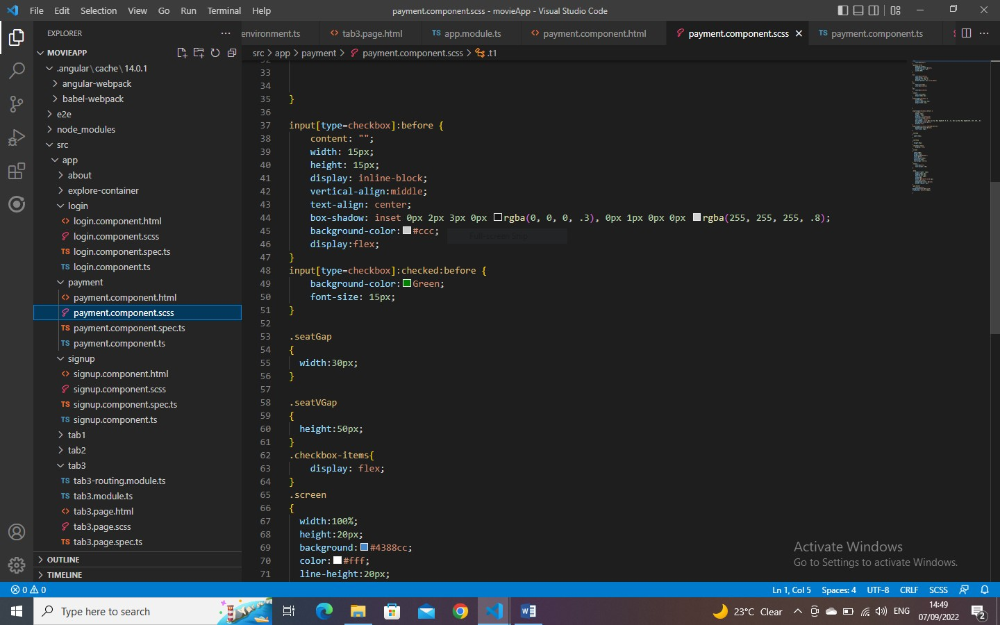 File Edit Selection View Go Run Terminal Help
payment.component.scss - movieApp - Visual Studio Code
EXPLORER
MOVIEAPP
.angular\cache\14.0.1
angular-webpack
babel-webpack
e2e
node_modules
src
app
about
explore-container
login
login.component.html
login.component.scss
TS login.component.spec.ts
TS login.component.ts
payment
payment.component.html
payment.component.scss
TS payment.component.spec.ts
TS payment.component.ts
signup
signup.component.html
signup.component.scss
TS signup.component.spec.ts
TS signup.component.ts
tab1
tab2
tab3
TS tab3-routing.module.ts
TS tab3.module.ts
tab3.page.html
tab3.page.scss
TS tab3.page.spec.ts
OUTLINE
TIMELINE
environment.ts
tab3.page.html
TS app.module.ts
payment.component.html
payment.component.scss
TS payment.component.ts
src > app > payment > payment.component.scss > .t1
32
33
34
35 }
36
37 input[type=checkbox]:before {
38 content: "";
39 width: 15px;
40 height: 15px;
41 display: inline-block;
42 vertical-align:middle;
43 text-align: center;
44 box-shadow: inset 0px 2px 3px 0px rgba(0, 0, 0, .3), 0px 1px 0px 0px rgba(255, 255, 255, .8);
45 background-color:#ccc;
46 display:flex;
47 }
48 input[type=checkbox]:checked:before {
49 background-color:Green;
50 font-size: 15px;
51 }
52
53 .seatGap
54 {
55 width:30px;
56 }
57
58 .seatVGap
59 {
60 height:50px;
61 }
62 .checkbox-items{
63 display: flex;
64 }
65 .screen
66 {
67 width:100%;
68 height:20px;
69 background:#4388cc;
70 color:#fff;
71 line-height:20px;
Activate Windows
Go to Settings to activate Windows.
0 0
Ln 1, Col 5 Spaces: 4 UTF-8 CRLF SCSS
Type here to search
23°C Clear
ENG
14:49
07/09/2022
2